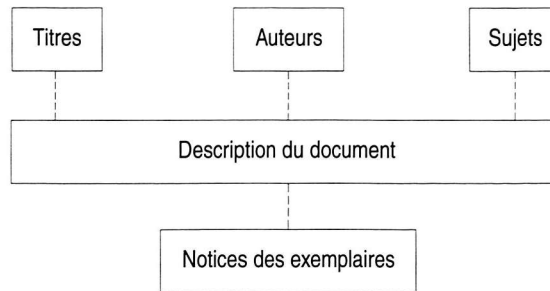 Titres
Auteurs
Sujets
Description du document
Notices des exemplaires